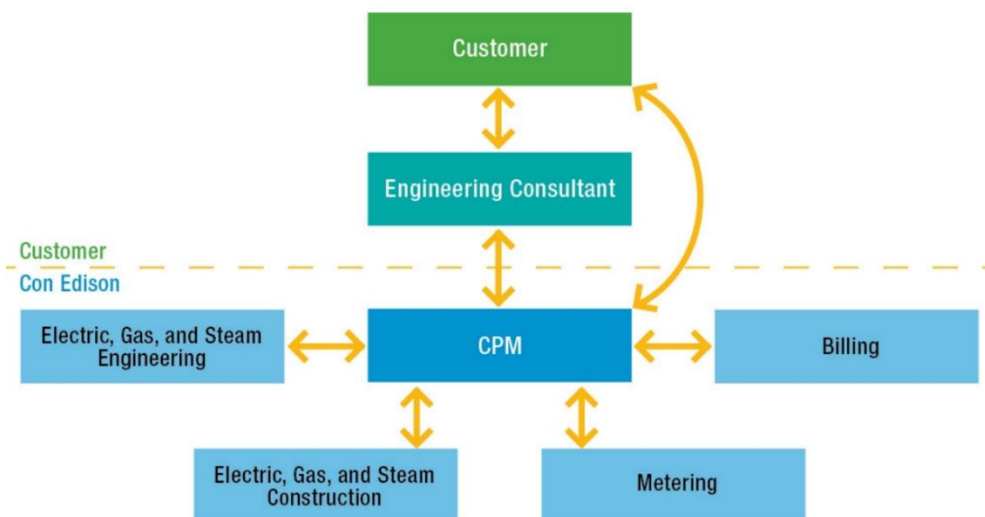 Customer
Engineering Consultant
Customer
Con Edison
Electric, Gas, and Steam
Engineering
CPM
Billing
Electric, Gas, and Steam
Construction
Metering